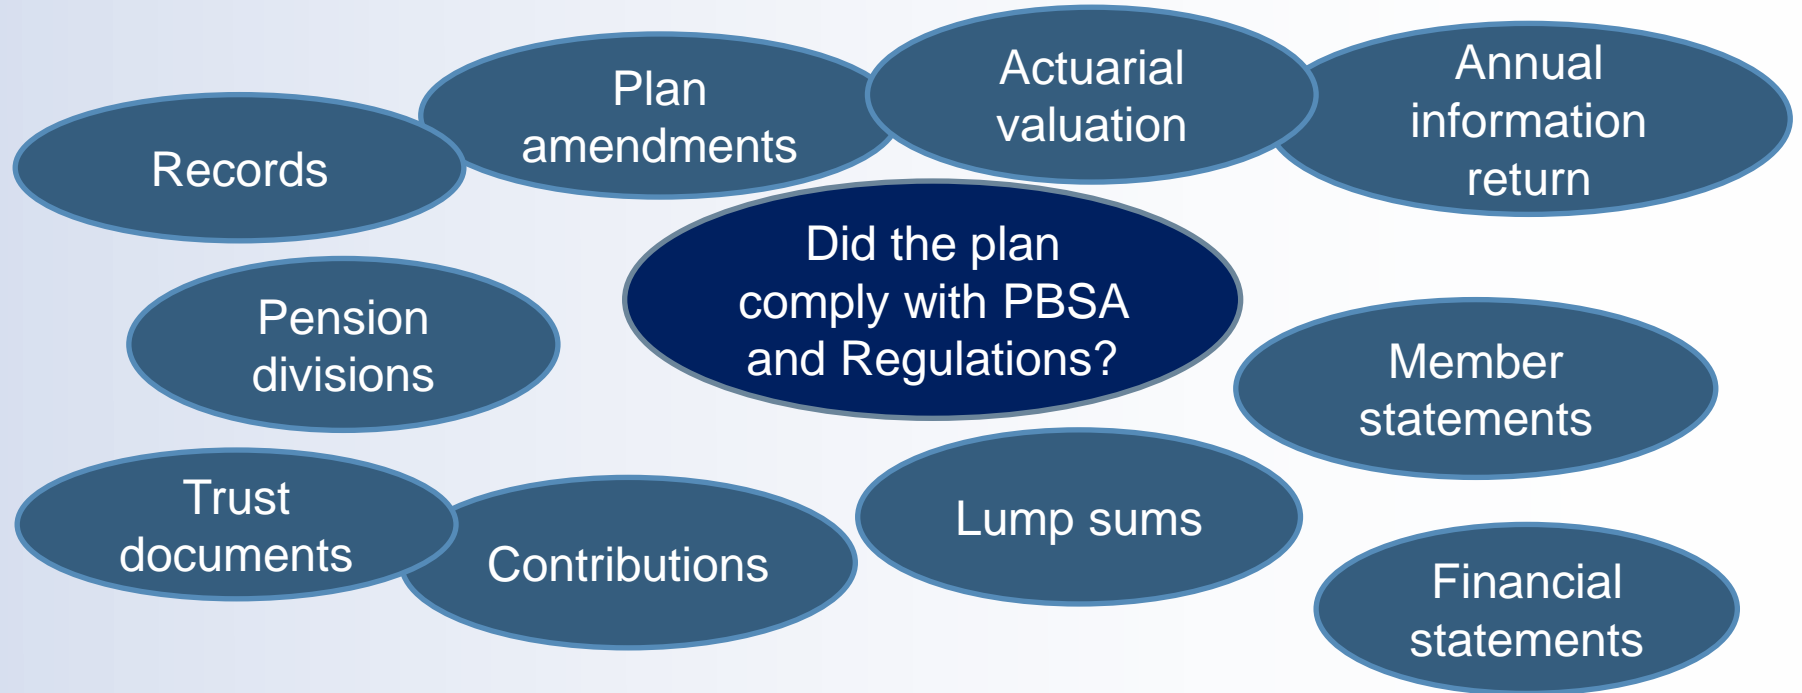 Records
Plan
amendments
Actuarial
valuation
Annual
information
return
Pension
divisions
Did the plan
comply with PBSA
and Regulations?
Member
statements
Trust
documents
Contributions
Lump sums
Financial
statements